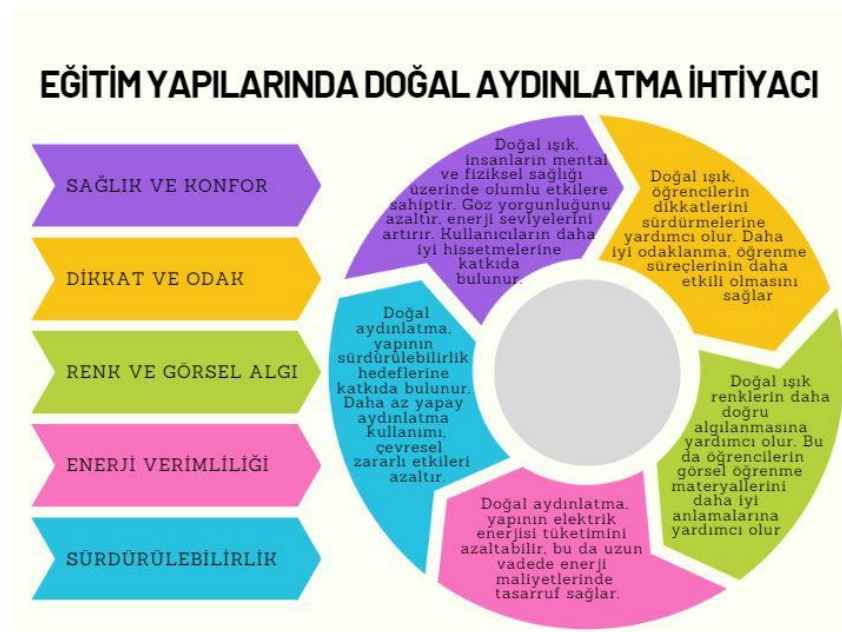 EĞİTİM YAPILARINDA DOĞAL AYDINLATMA İHTİYACI
SAĞLIK VE KONFOR
DİKKAT VE ODAK
RENK VE GÖRSEL ALGI
ENERJİ VERİMLİLİĞİ
SÜRDÜRÜLEBİLİRLİK
Doğal ışık,
insanların mental
ve fiziksel sağlığı
üzerinde olumlu etkilere
sahiptir. Göz yorgunluğunu
azaltır, enerji seviyelerini
artırır. Kullanıcıların daha
iyi hissetmelerine
katkıda
bulunur.
Doğal ışık,
öğrencilerin
dikkatlerini
sürdürmelerine
yardımcı olur. Daha
iyi odaklanma, öğrenme
süreçlerinin daha
etkili olmasını
sağlar
Doğal ışık
renklerin daha
doğru
algılanmasına
yardımcı olur. Bu
da öğrencilerin
görsel öğrenme
materyallerini
daha iyi
anlamalarına
yardımcı olur
Doğal aydınlatma,
yapının elektrik
enerjisi tüketimini
azaltabilir, bu da uzun
vadede enerji
maliyetlerinde
tasarruf sağlar.
Doğal
aydınlatma,
yapının
sürdürülebilirlik
hedeflerine
katkıda bulunur.
Daha az yapay
aydınlatma
kullanımı,
çevresel
zararlı etkileri
azaltır.